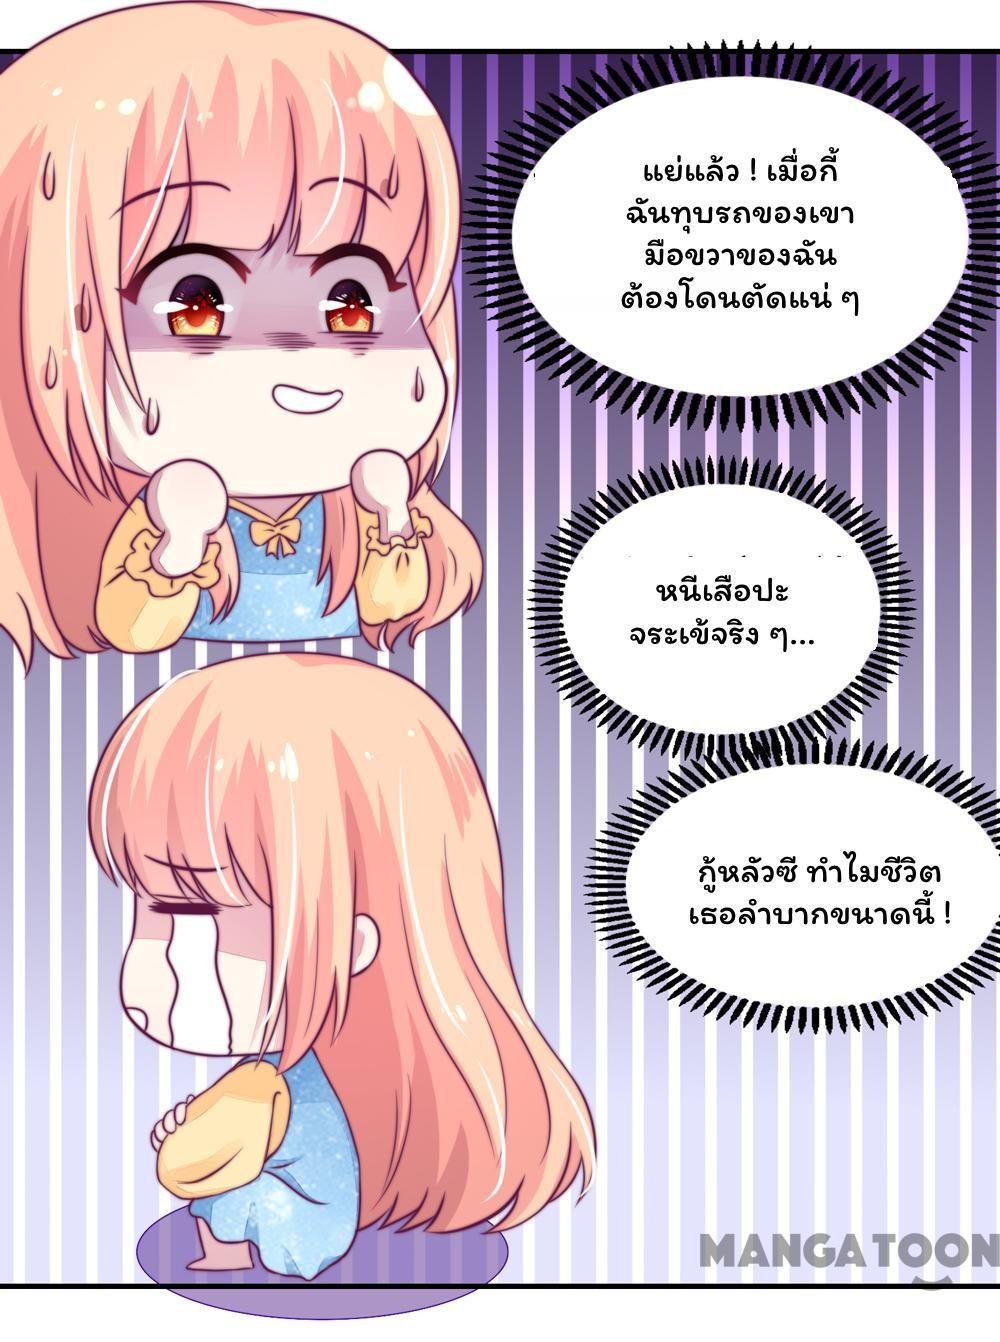 แย่แล้ว ! เมื่อกี้
ฉันทุบรถของเขา
มือขวาของฉัน
ต้องโดนตัดแน่ ๆ
หนีเสือปะ
จระเข้จริง ๆ...
กู้หลัวซี ทำไมชีวิต
เธอลำบากขนาดนี้ !
MANGATOON